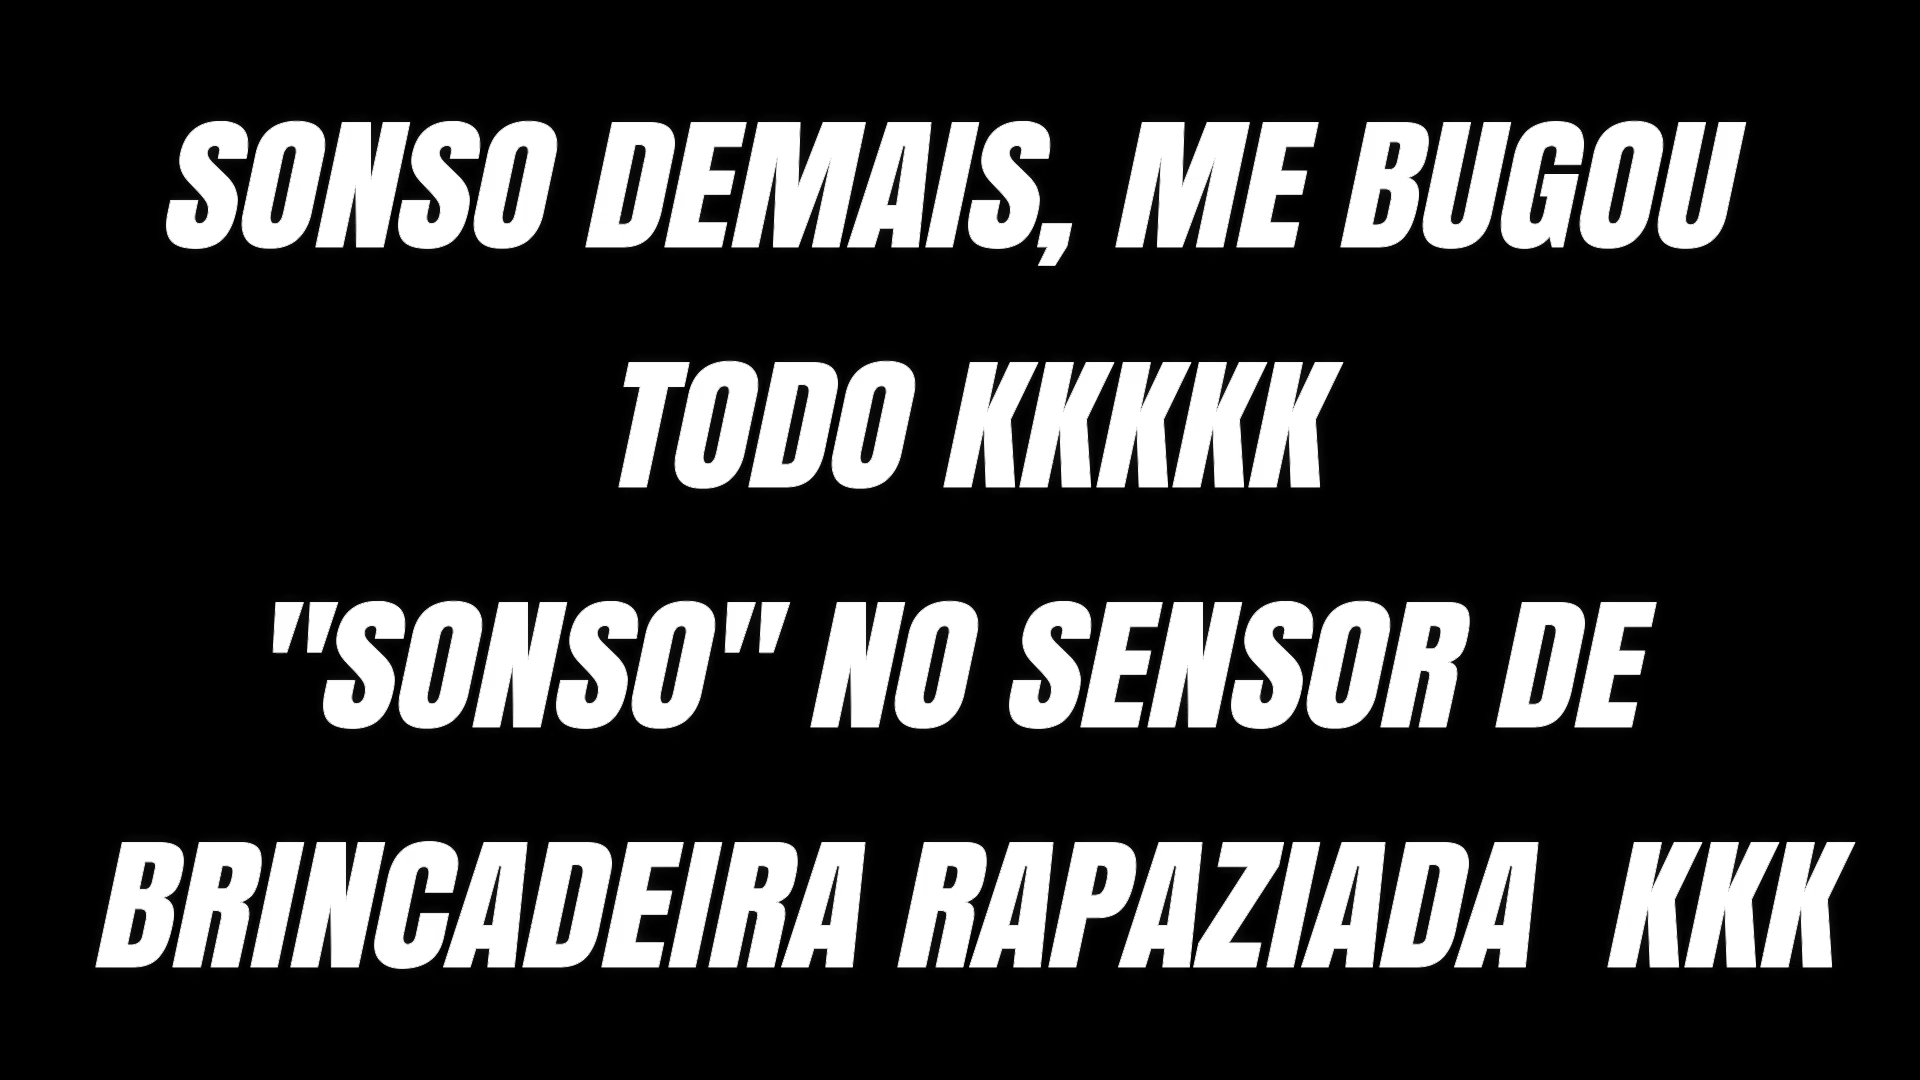 SONSO DEMAIS, ME BUGOU
TODO KKKKK
"SONSO" NO SENSOR DE
BRINCADEIRA RAPAZIADA  KKK